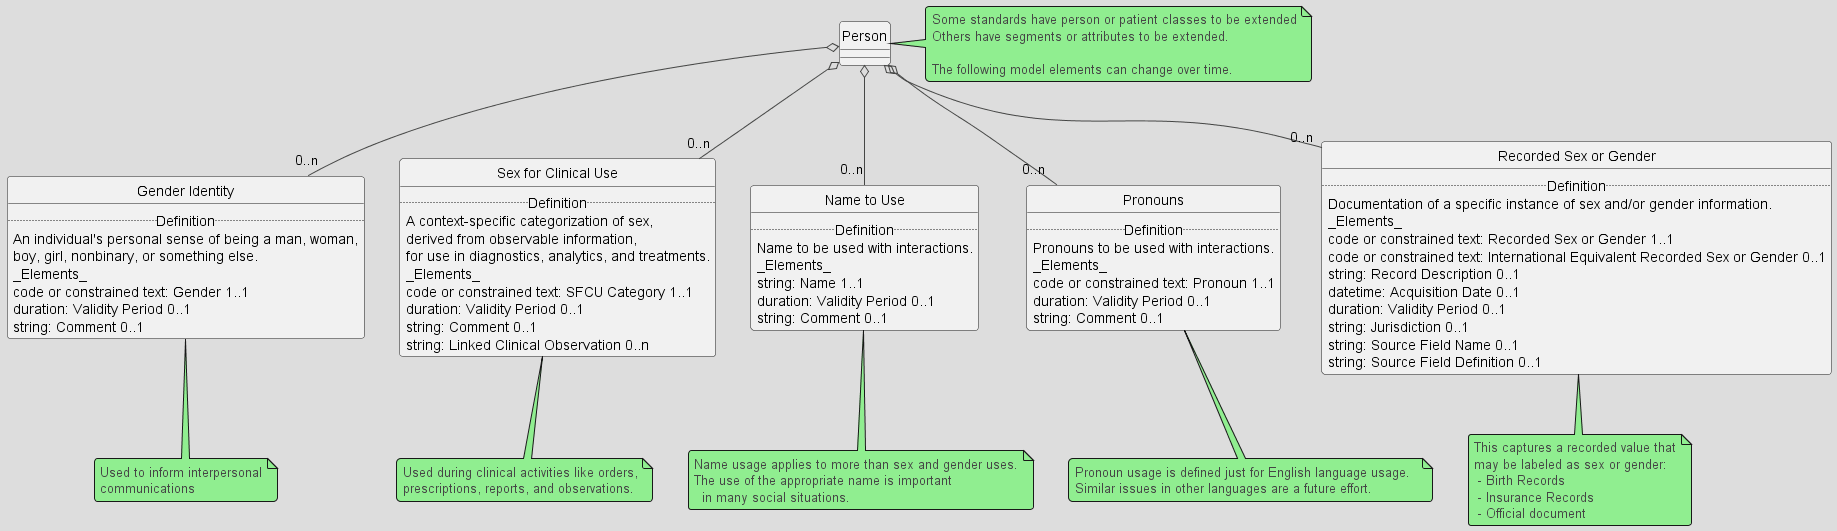 Person
Some standards have person or patient classes to be extended
Others have segments or attributes to be extended.
The following model elements can change over time.
0..n
0..n
0..n
0..n
0..n
Gender Identity
Definition
An individual's personal sense of being a man, woman,
boy, girl, nonbinary, or something else.
_Elements_
code or constrained text: Gender 1..1
duration: Validity Period 0..1
string: Comment 0..1
Sex for Clinical Use
Definition
A context-specific categorization of sex,
derived from observable information,
for use in diagnostics, analytics, and treatments.
_Elements_
code or constrained text: SFCU Category 1..1
duration: Validity Period 0..1
string: Comment 0..1
string: Linked Clinical Observation 0..n
Name to Use
Definition
Name to be used with interactions.
_Elements_
string: Name 1..1
duration: Validity Period 0..1
string: Comment 0..1
Pronouns
Definition
Pronouns to be used with interactions.
_Elements_
code or constrained text: Pronoun 1..1
duration: Validity Period 0..1
string: Comment 0..1
Recorded Sex or Gender
Definition
Documentation of a specific instance of sex and/or gender information.
_Elements_
code or constrained text: Recorded Sex or Gender 1..1
code or constrained text: International Equivalent Recorded Sex or Gender 0..1
string: Record Description 0..1
datetime: Acquisition Date 0..1
duration: Validity Period 0..1
string: Jurisdiction 0..1
string: Source Field Name 0..1
string: Source Field Definition 0..1
Used to inform interpersonal
communications
Used during clinical activities like orders,
prescriptions, reports, and observations.
Name usage applies to more than sex and gender uses.
The use of the appropriate name is important
in many social situations.
Pronoun usage is defined just for English language usage.
Similar issues in other languages are a future effort.
This captures a recorded value that
may be labeled as sex or gender:
- Birth Records
- Insurance Records
- Official document